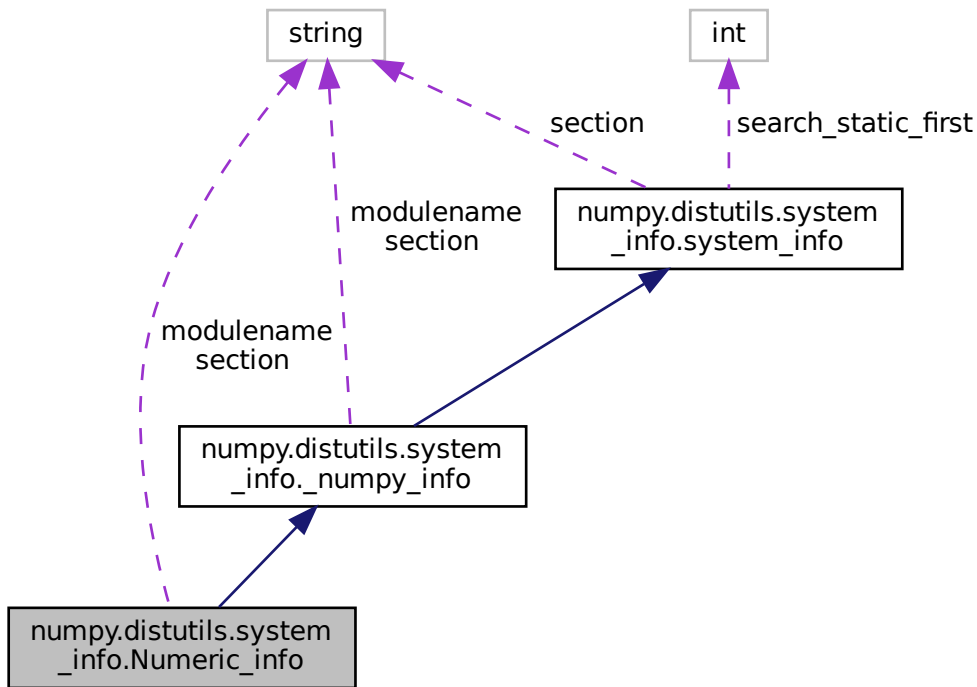 string
int
section
search_static_first
numpy.distutils.system
_info.system_info
modulename
section
modulename
section
numpy.distutils.system
_info._numpy_info
numpy.distutils.system
_info.Numeric_info